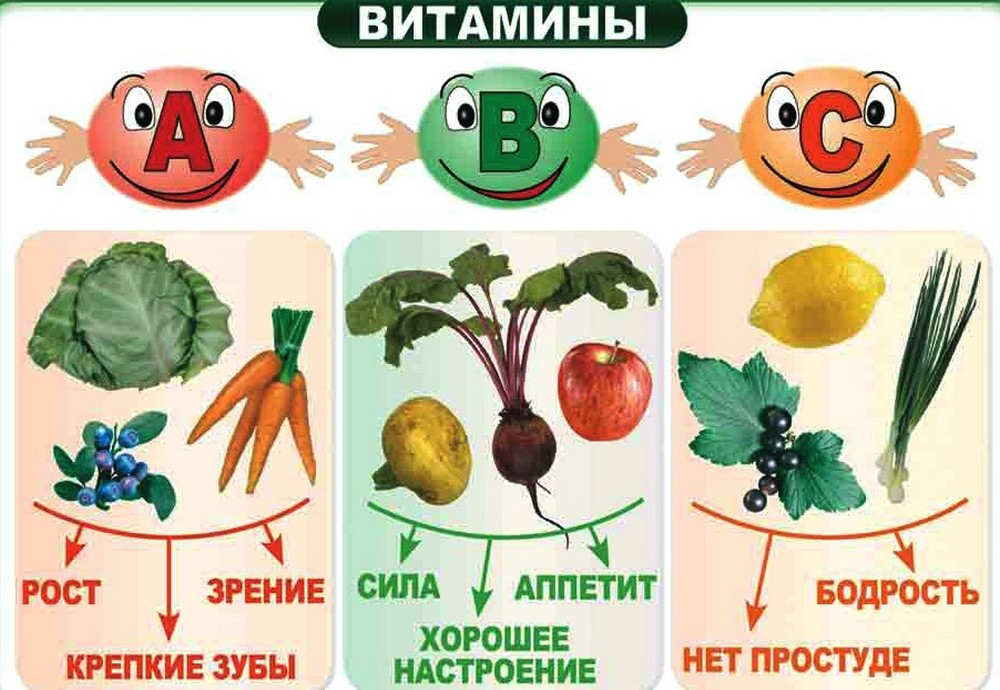 ВИТАМИНЫ
А
В
С
РОСТ
ЗРЕНИЕ
КРЕПКИЕ ЗУБЫ
СИЛА
АППЕТИТ
ХОРОШЕЕ
НАСТРОЕНИЕ
БОДРОСТЬ
НЕТ ПРОСТУДЕ